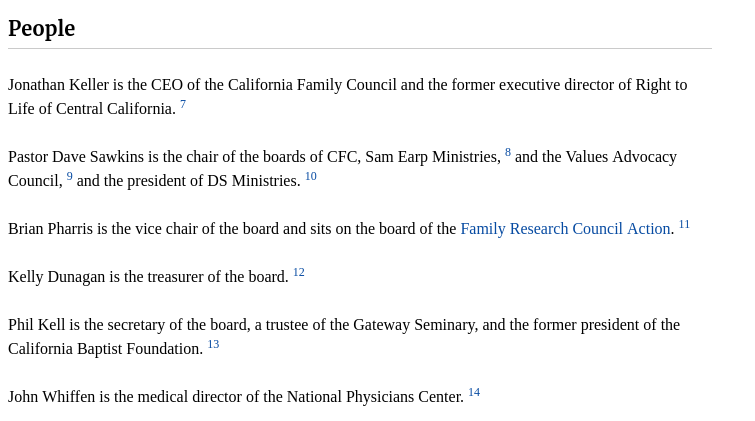 People
Jonathan Keller is the CEO of the California Family Council and the former executive director of Right to
Life of Central California. 7
Pastor Dave Sawkins is the chair of the boards of CFC, Sam Earp Ministries, 8 and the Values Advocacy
Council, 9 and the president of DS Ministries. 10
Brian Pharris is the vice chair of the board and sits on the board of the Family Research Council Action. 11
Kelly Dunagan is the treasurer of the board. 12
Phil Kell is the secretary of the board, a trustee of the Gateway Seminary, and the former president of the
California Baptist Foundation. 13
John Whiffen is the medical director of the National Physicians Center. 14